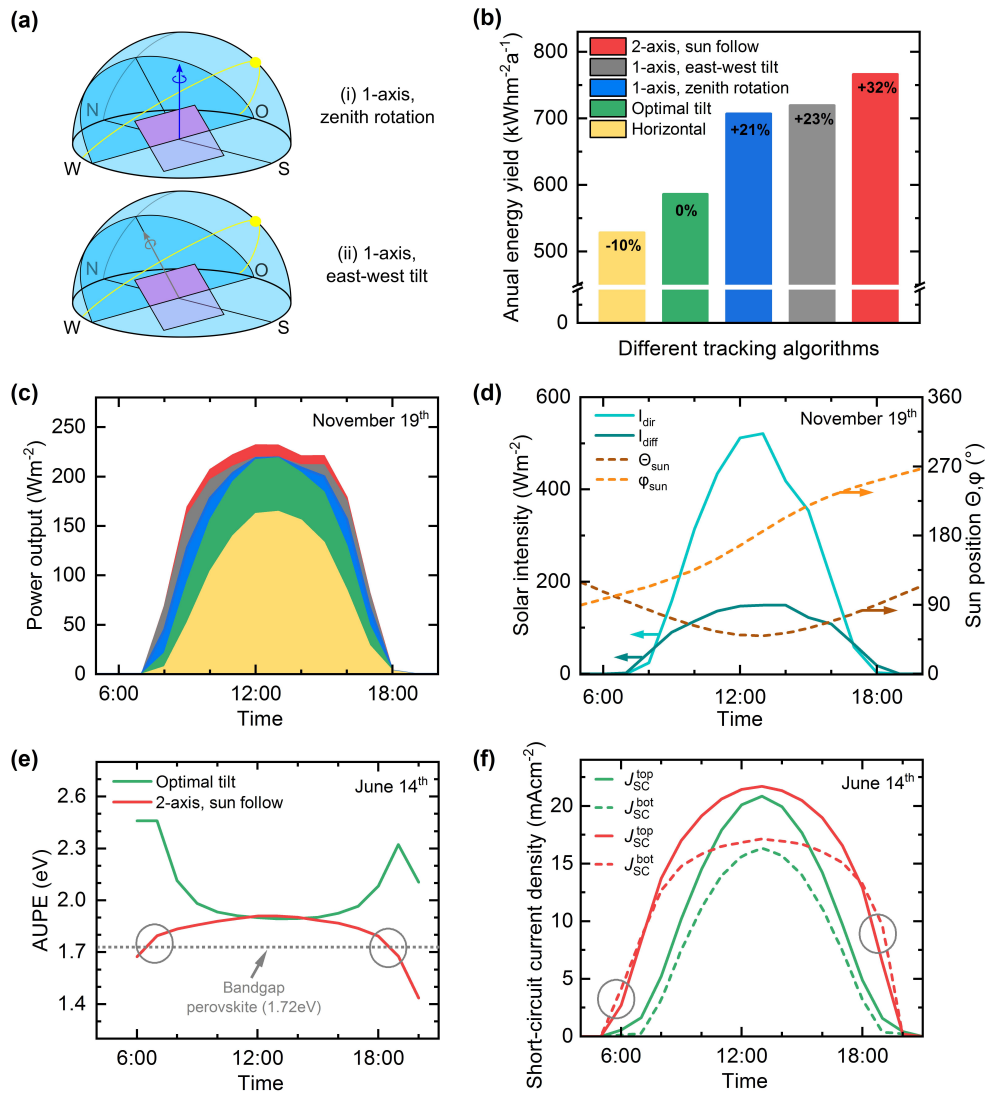 (a)
N
O
W
S
(i) 1-axis,
zenith rotation
N
O
W
S
(ii) 1-axis,
east-west tilt
(b)
Anual energy yield (kWhm⁻²a⁻¹)
800
700
600
500
0
2-axis, sun follow
1-axis, east-west tilt
1-axis, zenith rotation
Optimal tilt
Horizontal
-10%
0%
+21%
+23%
+32%
Different tracking algorithms
(c)
November 19th
Power output (Wm⁻²)
250
200
150
100
50
0
6:00
12:00
18:00
Time
(d)
November 19th
Solar intensity (Wm⁻²)
600
400
200
0
I_dir
I_diff
Θ_sun
φ_sun
360
270
180
90
0
Sun position Θ,φ (°)
6:00
12:00
18:00
Time
(e)
June 14th
AUPE (eV)
2.6
2.3
2.0
1.7
1.4
Optimal tilt
2-axis, sun follow
Bandgap
perovskite (1.72eV)
6:00
12:00
18:00
Time
(f)
June 14th
Short-circuit current density (mAcm⁻²)
20
15
10
5
0
J_SC^top
J_SC^bot
J_SC^top
J_SC^bot
6:00
12:00
18:00
Time